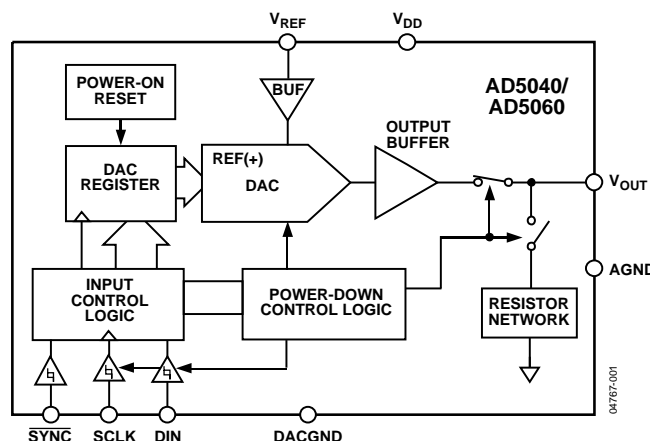 VREF
VDD
POWER-ON
RESET
BUF
AD5040/
AD5060
OUTPUT
BUFFER
REF(+)
DAC
DAC
REGISTER
VOUT
INPUT
CONTROL
LOGIC
POWER-DOWN
CONTROL LOGIC
AGND
RESISTOR
NETWORK
SYNC
SCLK
DIN
DACGND
04767-001